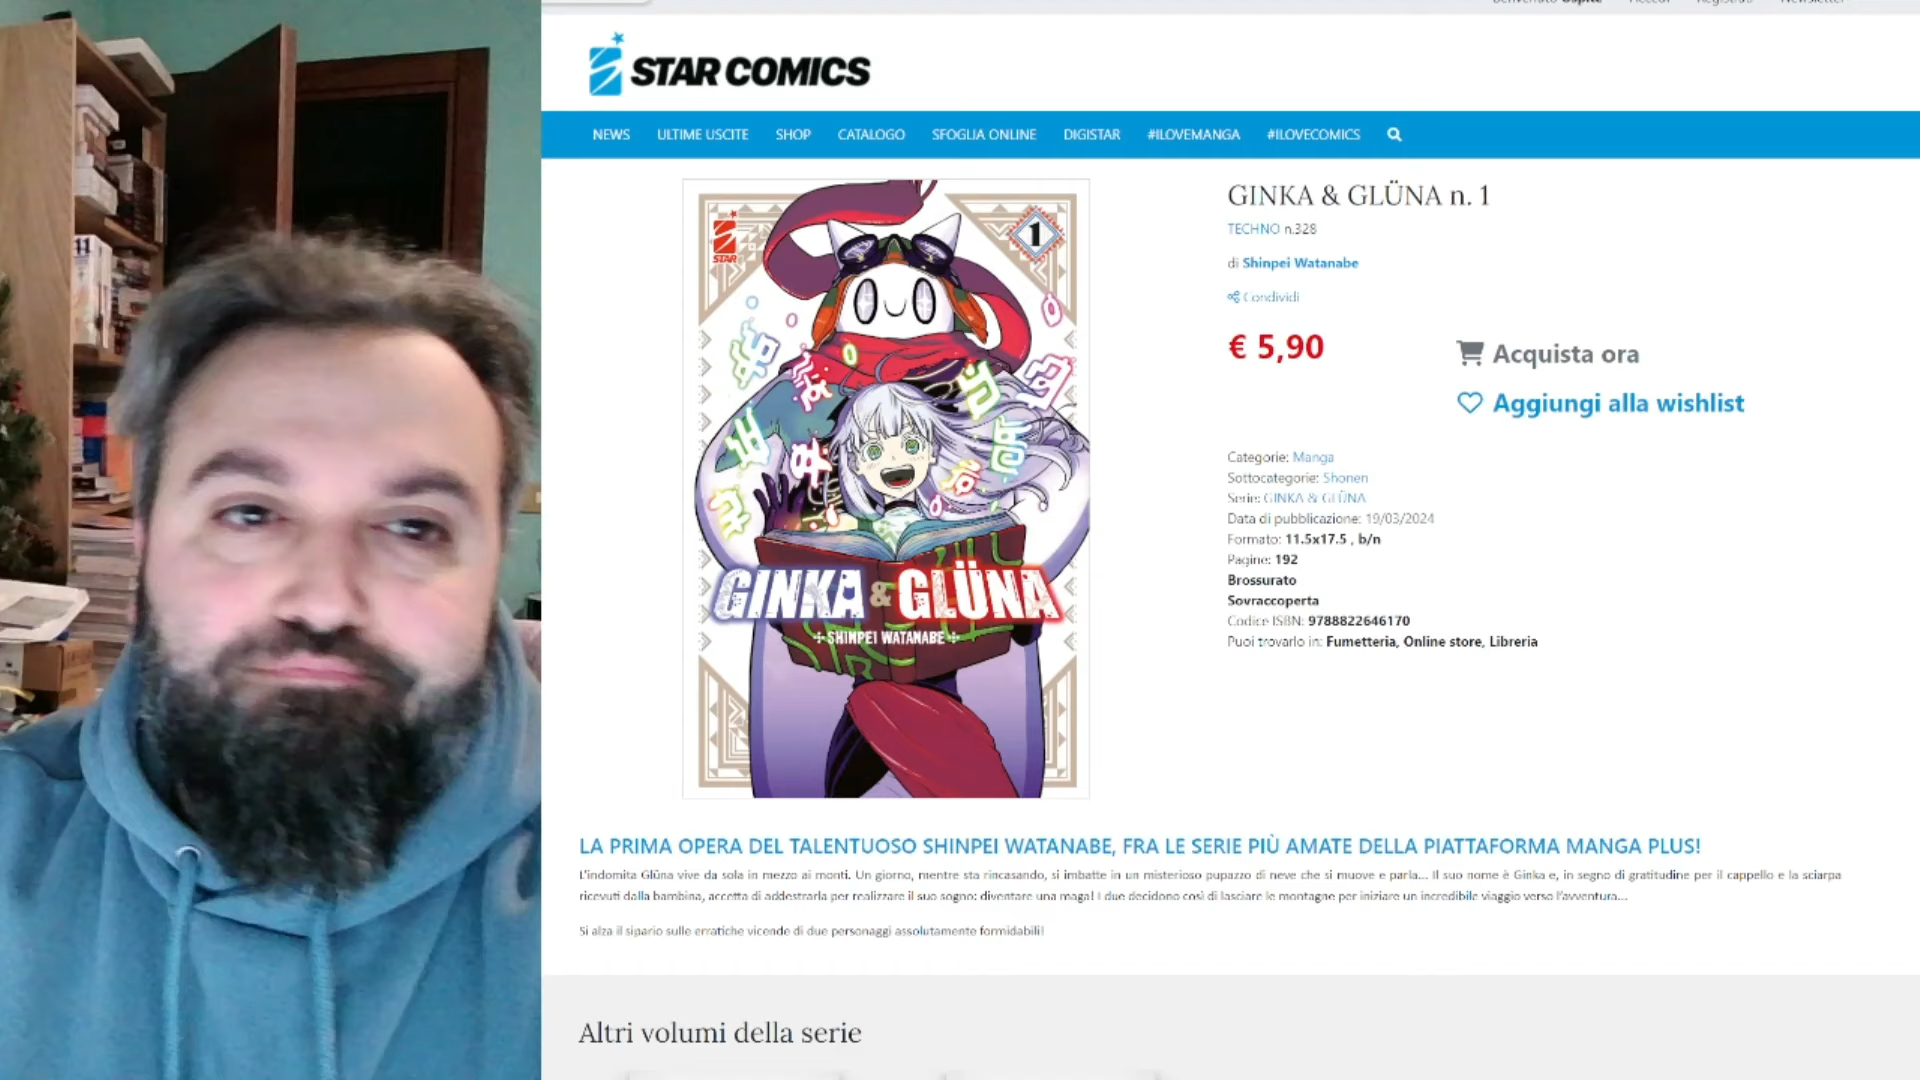 Benvenuto Ospite Accedi Registrati Newsletter
STAR COMICS
NEWS ULTIME USCITE SHOP CATALOGO SFOGLIA ONLINE DIGISTAR #ILOVEMANGA #ILOVECOMICS
STAR
1
GINKA & GLÜNA
SHINPEI WATANABE
GINKA & GLÜNA n. 1
TECHNO n.328
di Shinpei Watanabe
Condividi
€ 5,90
Acquista ora
Aggiungi alla wishlist
Categorie: Manga
Sottocategorie: Shonen
Serie: GINKA & GLÜNA
Data di pubblicazione: 19/03/2024
Formato: 11.5x17.5 , b/n
Pagine: 192
Brossurato
Sovraccoperta
Codice ISBN: 9788822646170
Puoi trovarlo in: Fumetteria, Online store, Libreria
LA PRIMA OPERA DEL TALENTUOSO SHINPEI WATANABE, FRA LE SERIE PIÙ AMATE DELLA PIATTAFORMA MANGA PLUS!
L'indomita Glüna vive da sola in mezzo ai monti. Un giorno, mentre sta rincasando, si imbatte in un misterioso pupazzo di neve che si muove e parla... Il suo nome è Ginka e, in segno di gratitudine per il cappello e la sciarpa
ricevuti dalla bambina, accetta di addestrarla per realizzare il suo sogno: diventare una maga! I due decidono così di lasciare le montagne per iniziare un incredibile viaggio verso l'avventura...
Si alza il sipario sulle erratiche vicende di due personaggi assolutamente formidabili!
Altri volumi della serie